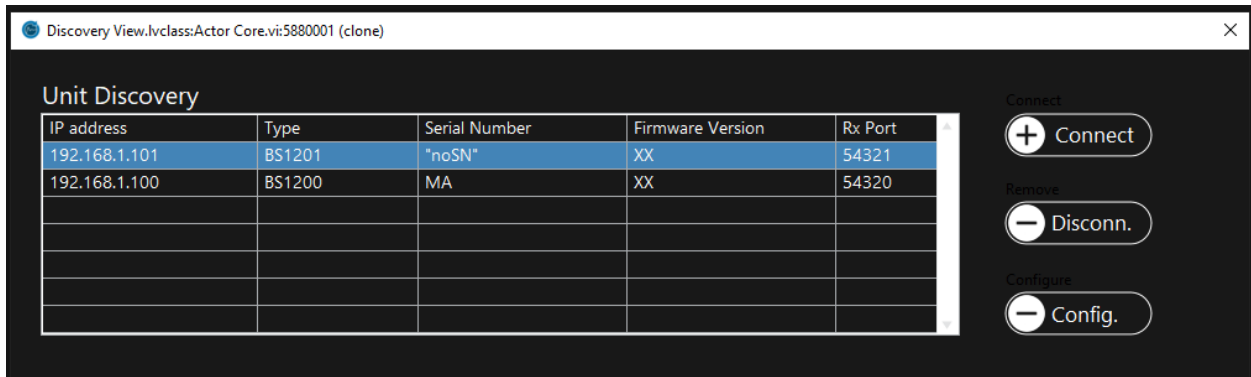 Discovery View.lvclass:Actor Core.vi:5880001 (clone)
Unit Discovery
IP address Type Serial Number Firmware Version Rx Port
192.168.1.101 BS1201 "noSN" XX 54321
192.168.1.100 BS1200 MA XX 54320
Connect
Connect
Remove
Disconn.
Configure
Config.